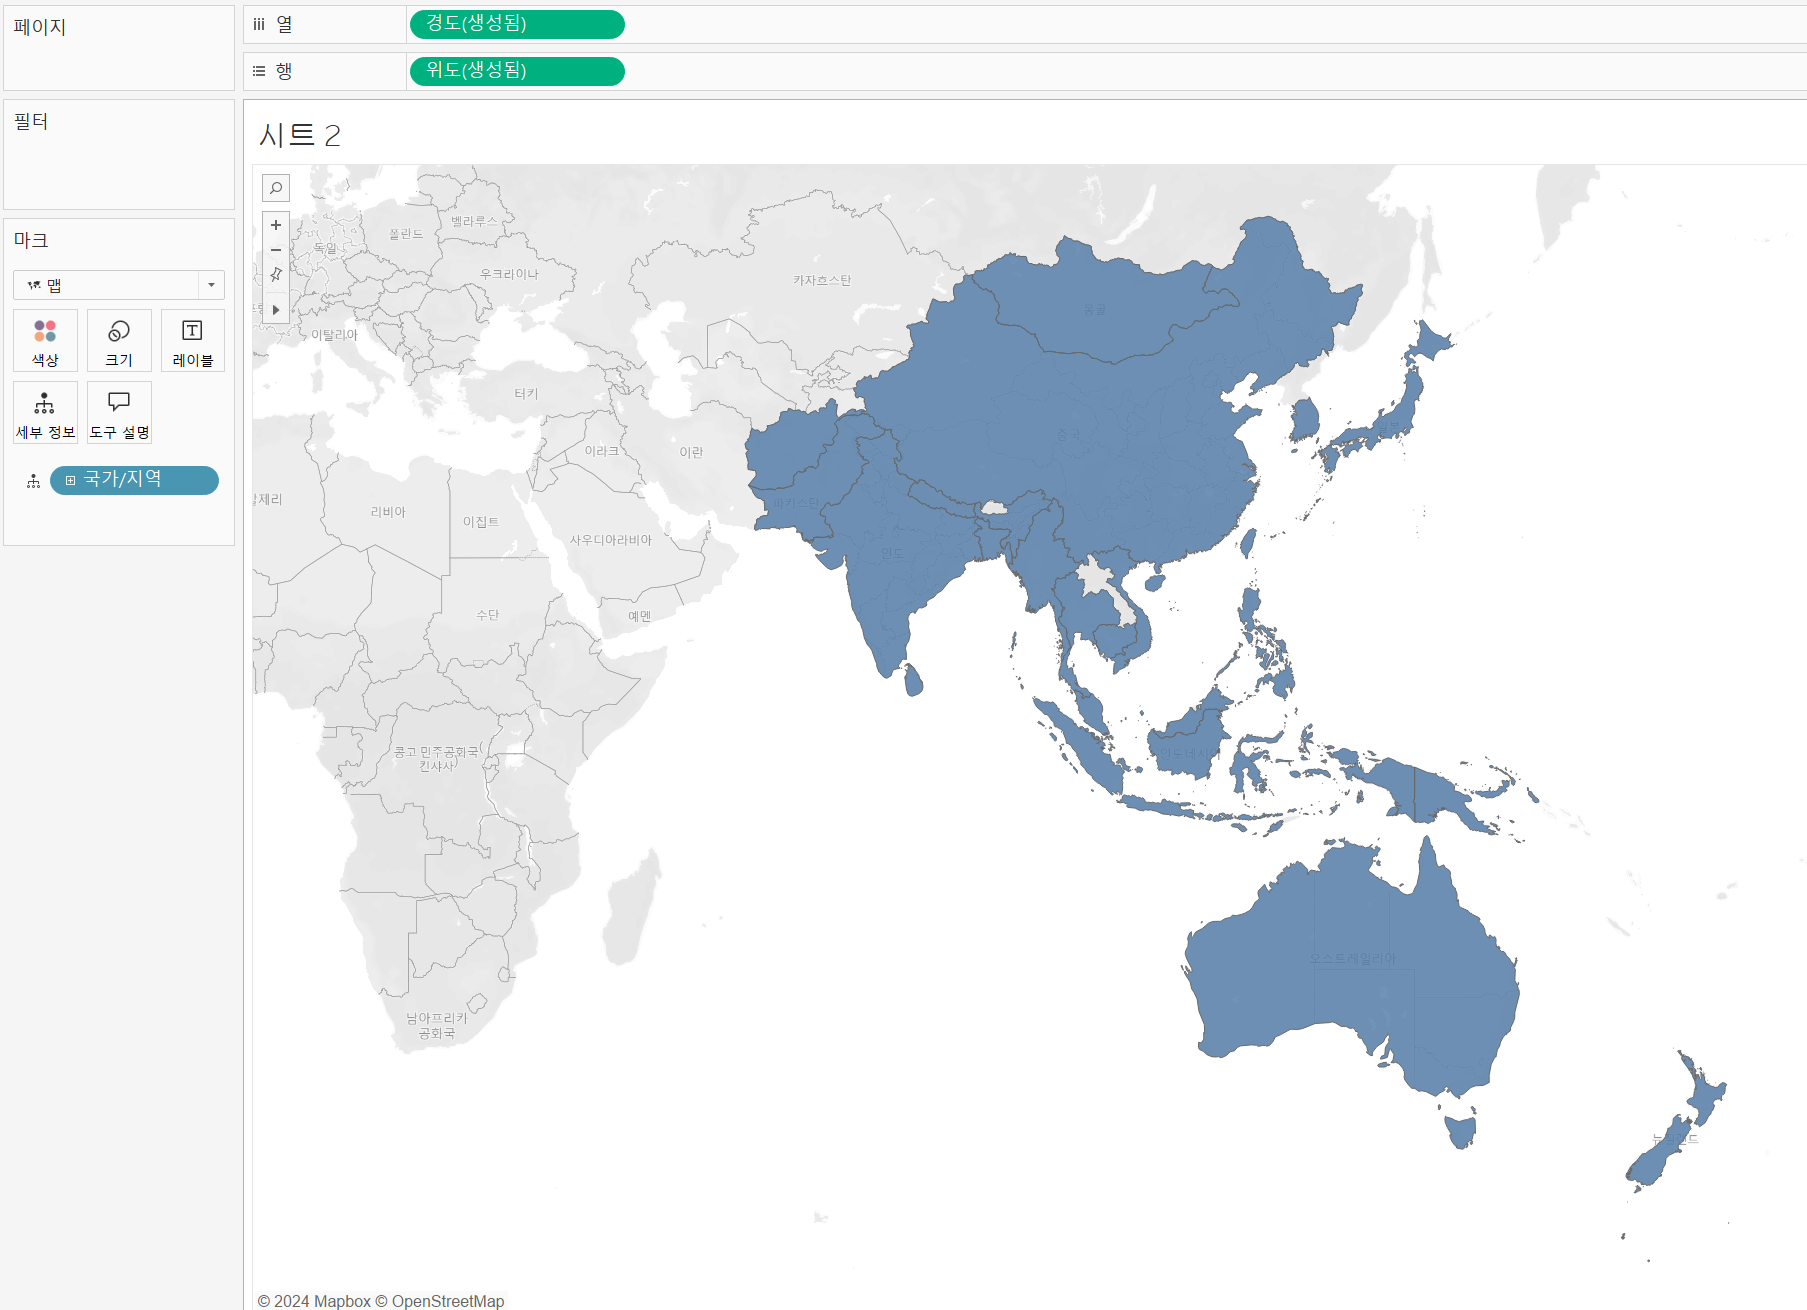 페이지
열
경도(생성됨)
행
위도(생성됨)
필터
시트 2
마크
맵
색상
크기
레이블
세부 정보
도구 설명
국가/지역
벨라루스
폴란드
독일
우크라이나
카자흐스탄
몽골
이탈리아
터키
일본
중국
이라크
이란
파키스탄
리비아
이집트
사우디아라비아
인도
수단
예멘
콩고 민주공화국
킨샤사
인도네시아
오스트레일리아
남아프리카
공화국
© 2024 Mapbox © OpenStreetMap